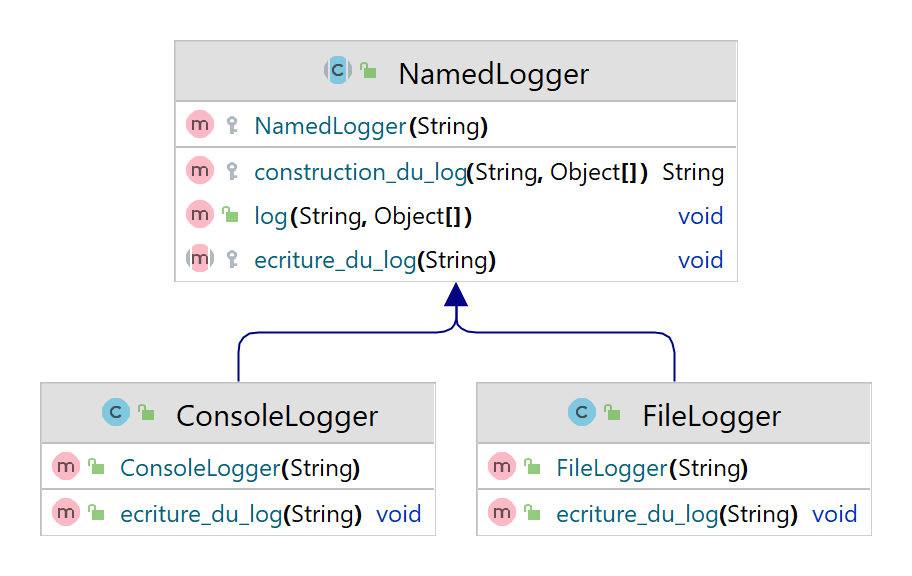 NamedLogger
NamedLogger(String)
construction_du_log(String, Object[]) String
log(String, Object[]) void
ecriture_du_log(String) void
ConsoleLogger
ConsoleLogger(String)
ecriture_du_log(String) void
FileLogger
FileLogger(String)
ecriture_du_log(String) void